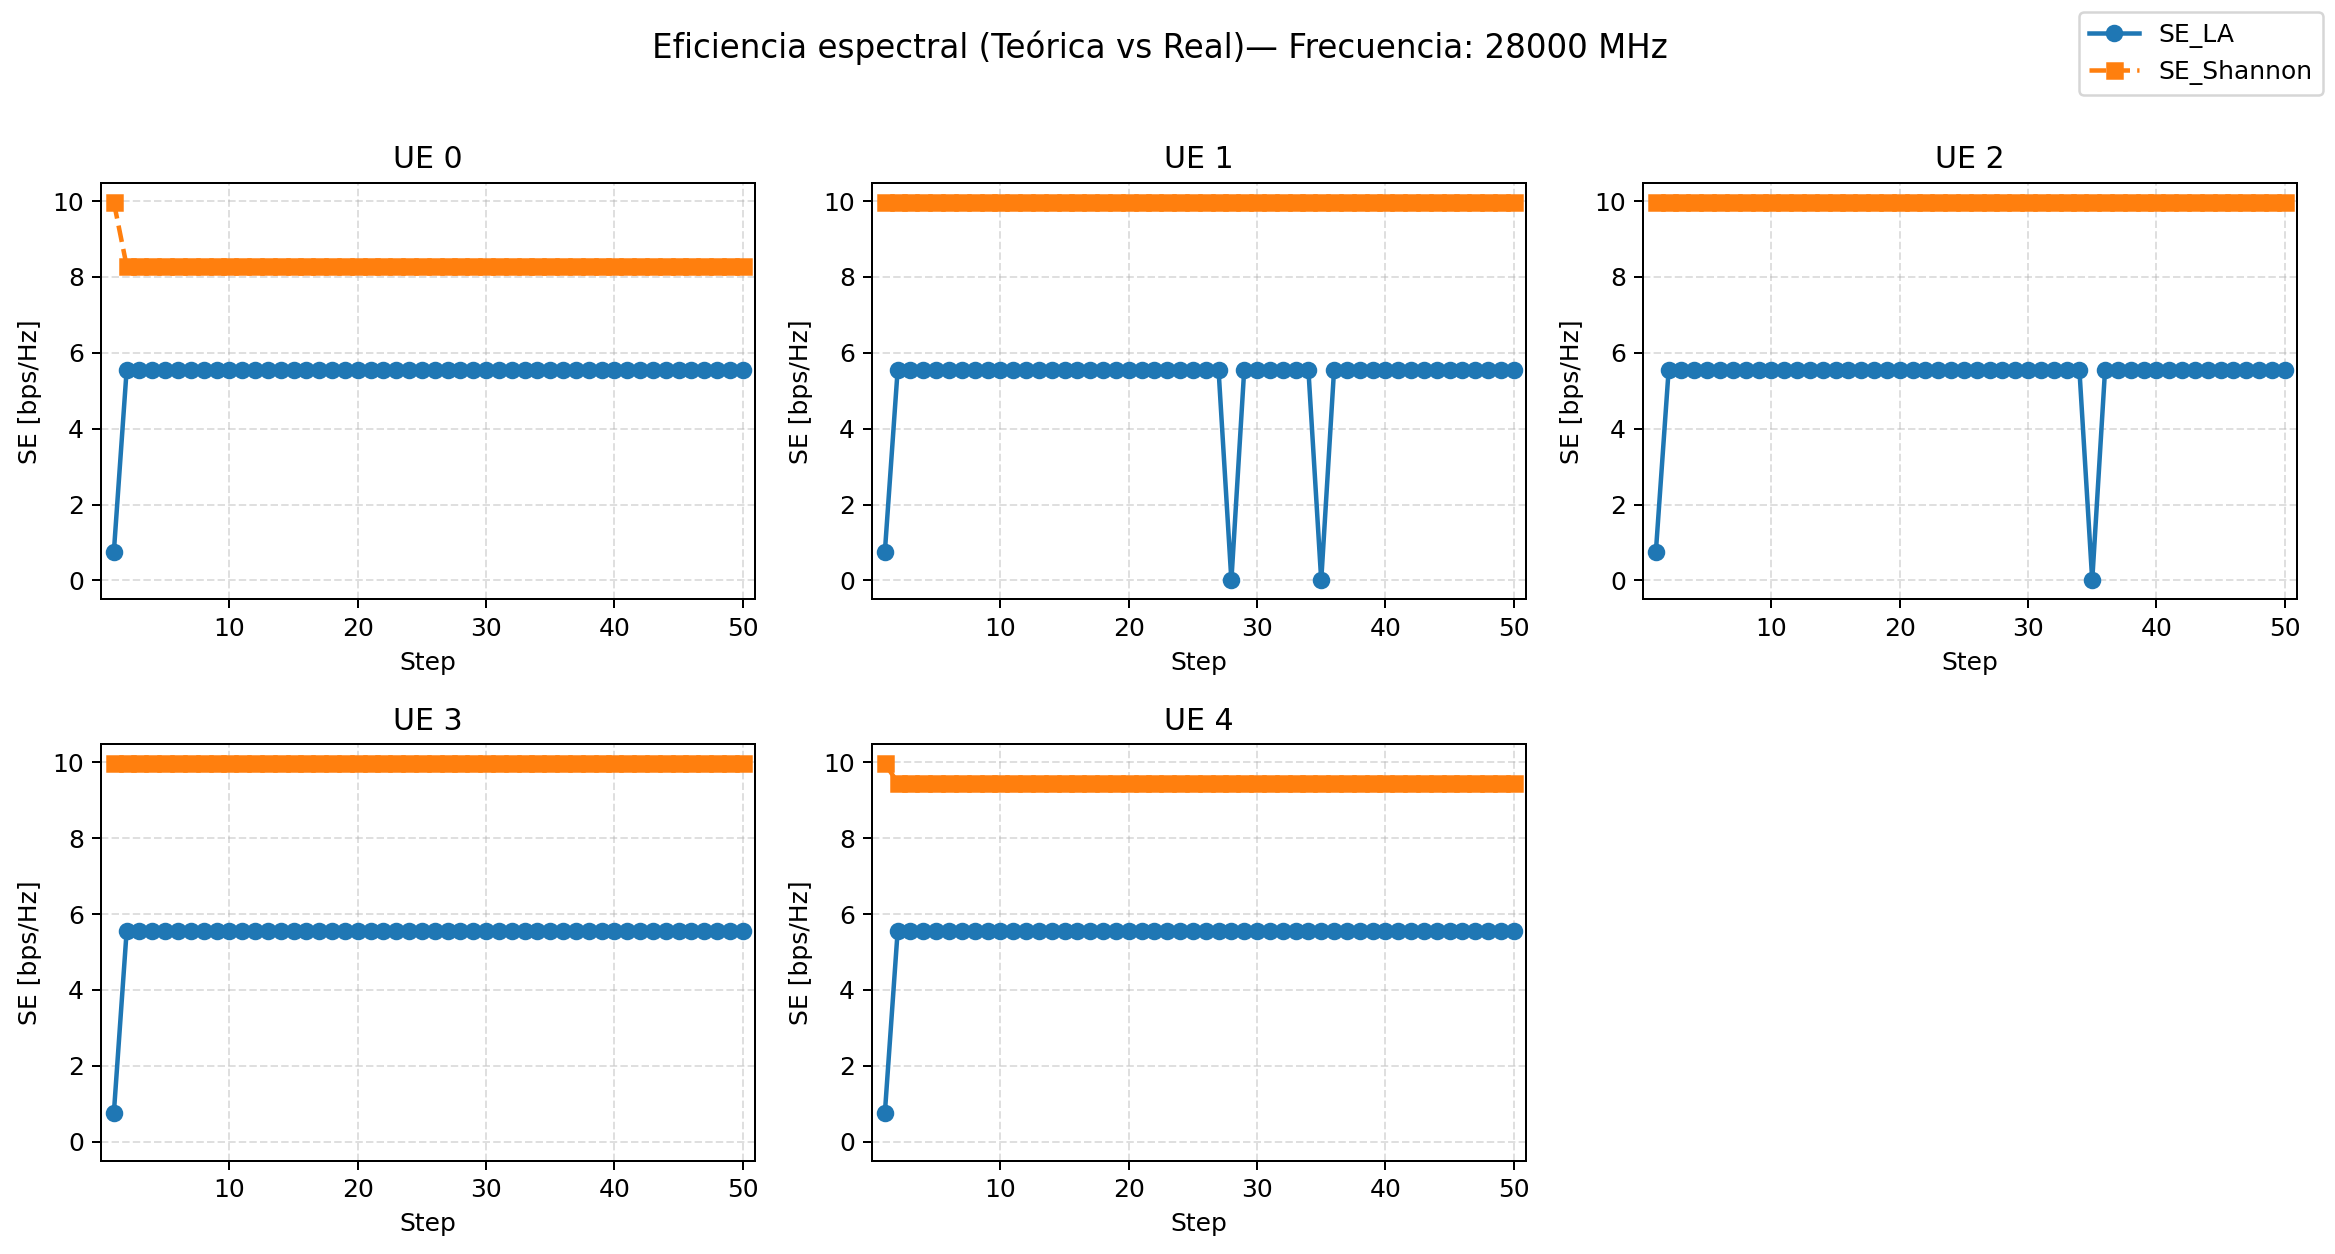 Eficiencia espectral (Teórica vs Real)— Frecuencia: 28000 MHz
SE_LA
SE_Shannon
UE 0
SE [bps/Hz]
10
8
6
4
2
0
10 20 30 40 50
Step
UE 1
SE [bps/Hz]
10
8
6
4
2
0
10 20 30 40 50
Step
UE 2
SE [bps/Hz]
10
8
6
4
2
0
10 20 30 40 50
Step
UE 3
SE [bps/Hz]
10
8
6
4
2
0
10 20 30 40 50
Step
UE 4
SE [bps/Hz]
10
8
6
4
2
0
10 20 30 40 50
Step